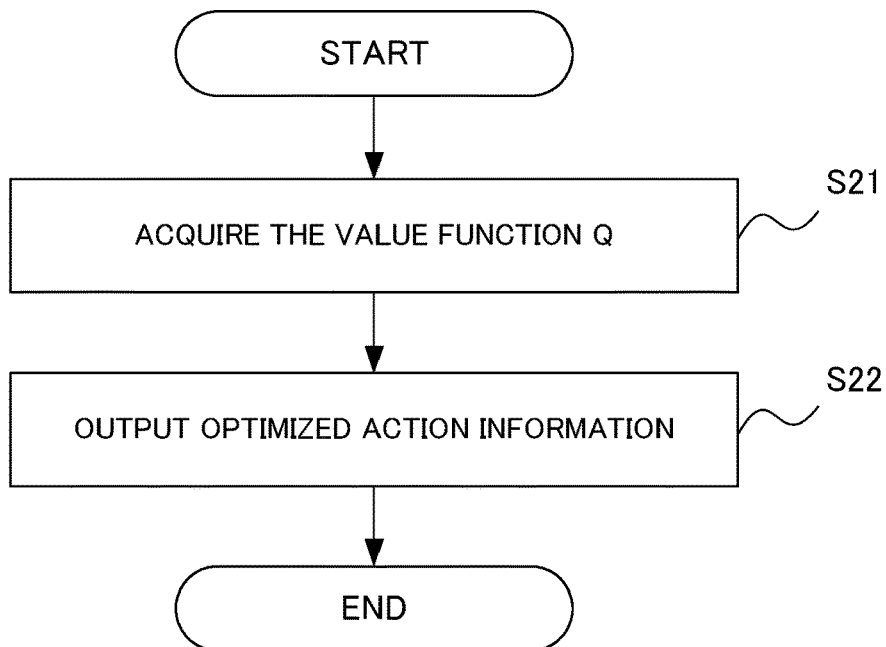 START
S21
ACQUIRE THE VALUE FUNCTION Q
S22
OUTPUT OPTIMIZED ACTION INFORMATION
END